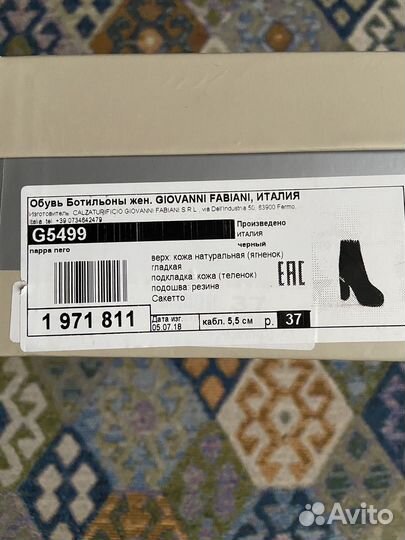 Обувь Ботильоны жен. GIOVANNI FABIANI, ИТАЛИЯ
Изготовитель: CALZATURIFICIO GIOVANNI FABIANI S.R.L., via Dell'Industria 50, 63900 Fermo,
Italia tel. +39 0734642479
G5499
nappa nero
Произведено
ИТАЛИЯ
черный
верх: кожа натуральная (ягненок)
гладкая
подкладка: кожа (теленок)
подошва: резина
Сакетто
EAC
1 971 811
Дата изг.
05.07.18
кабл. 5,5 см
р.
37
Avito